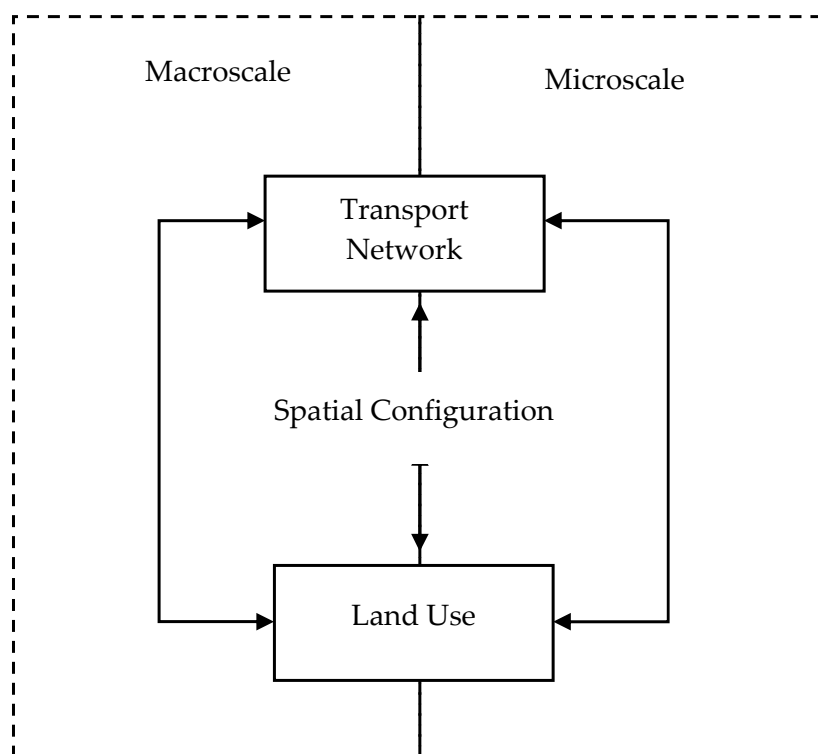 Macroscale
Microscale
Transport
Network
Spatial Configuration
Land Use